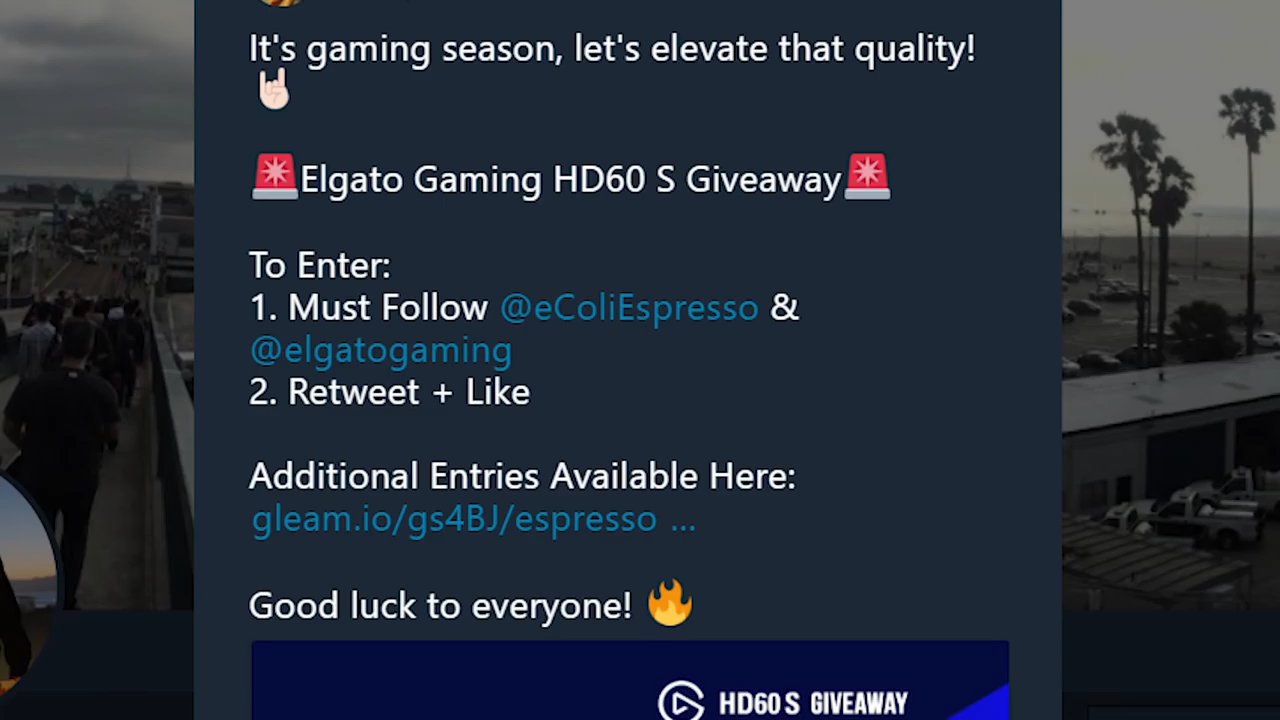 It's gaming season, let's elevate that quality!
🤘🏻
🚨Elgato Gaming HD60 S Giveaway🚨
To Enter:
1. Must Follow @eColiEspresso &
@elgatogaming
2. Retweet + Like
Additional Entries Available Here:
gleam.io/gs4BJ/espresso ...
Good luck to everyone! 🔥
HD60 S GIVEAWAY